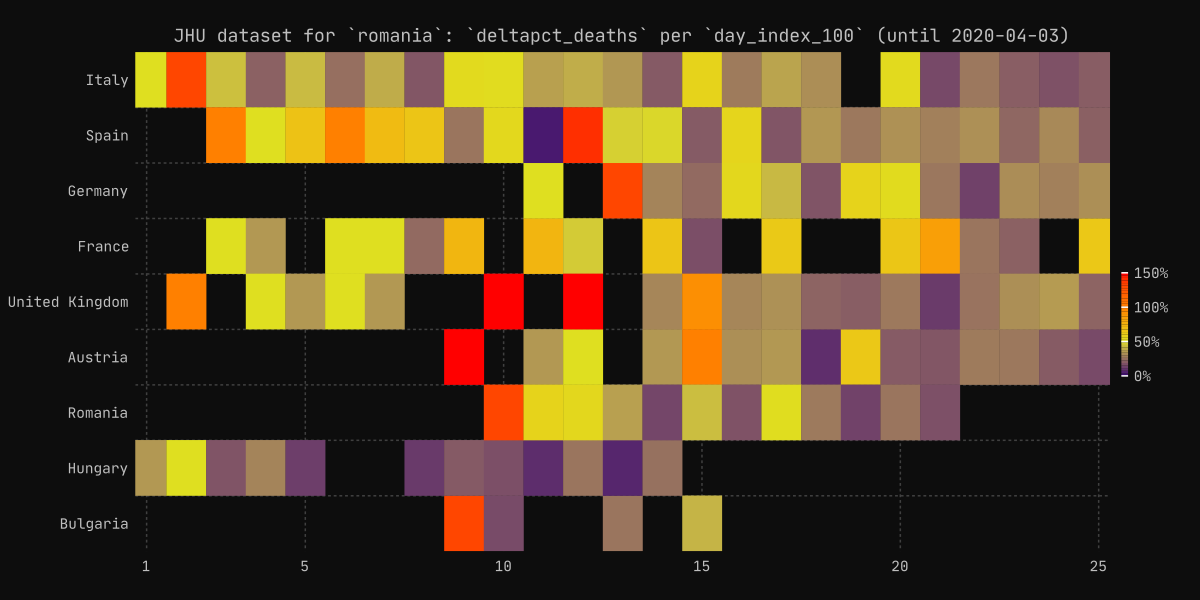 JHU dataset for `romania`: `deltapct_deaths` per `day_index_100` (until 2020-04-03)
Italy
Spain
Germany
France
United Kingdom
Austria
Romania
Hungary
Bulgaria
1 5 10 15 20 25
150%
100%
50%
0%